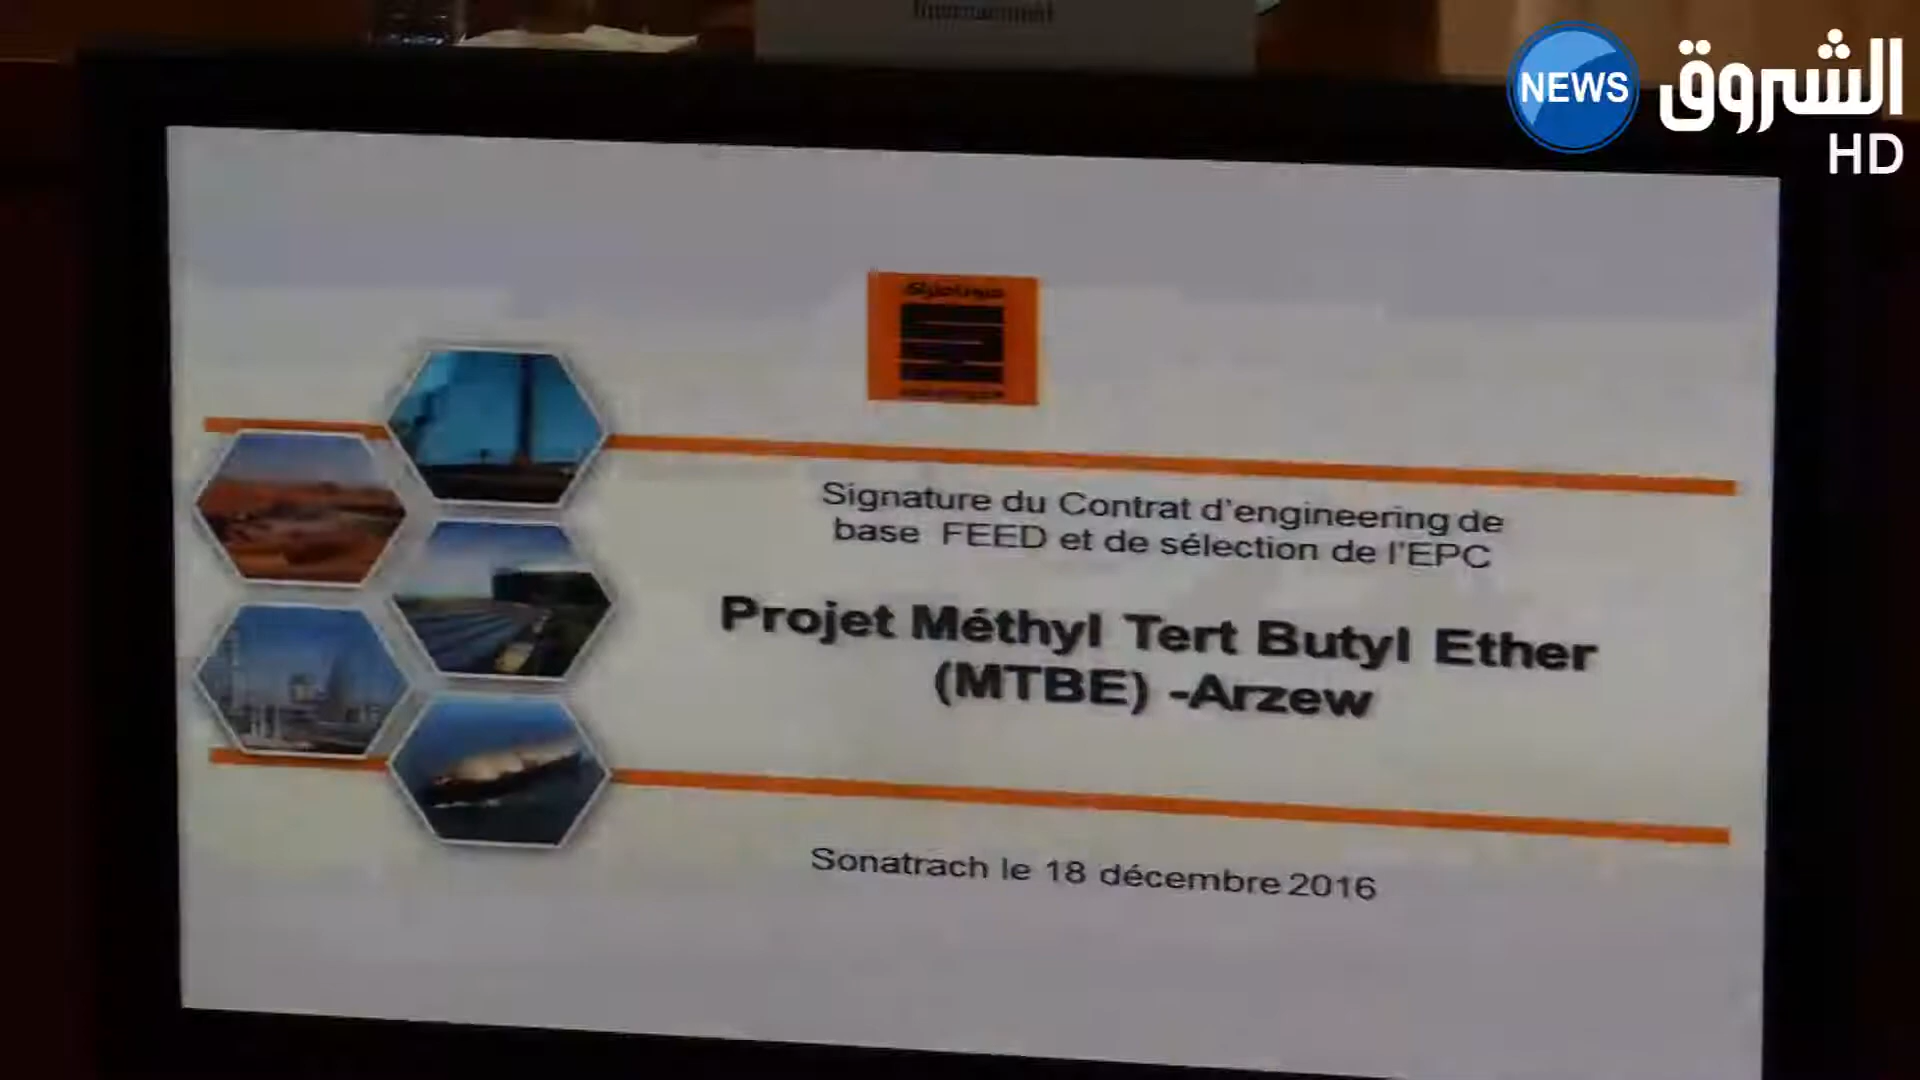 NEWS
الشروق
HD
سوناطراك
Signature du Contrat d'engineering de
base FEED et de sélection de l'EPC
Projet Méthyl Tert Butyl Ether
(MTBE) -Arzew
Sonatrach le 18 décembre 2016